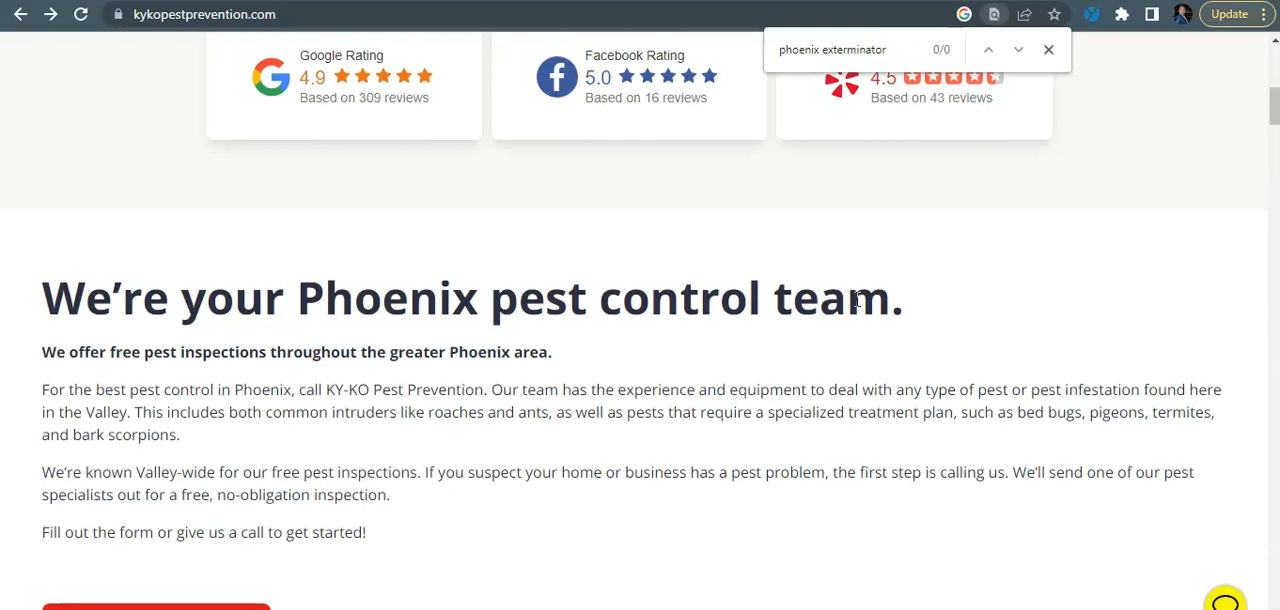 kykopestprevention.com
Update
phoenix exterminator 0/0
Google Rating
4.9
Based on 309 reviews
Facebook Rating
5.0
Based on 16 reviews
4.5
Based on 43 reviews
We're your Phoenix pest control team.
We offer free pest inspections throughout the greater Phoenix area.
For the best pest control in Phoenix, call KY-KO Pest Prevention. Our team has the experience and equipment to deal with any type of pest or pest infestation found here
in the Valley. This includes both common intruders like roaches and ants, as well as pests that require a specialized treatment plan, such as bed bugs, pigeons, termites,
and bark scorpions.
We're known Valley-wide for our free pest inspections. If you suspect your home or business has a pest problem, the first step is calling us. We'll send one of our pest
specialists out for a free, no-obligation inspection.
Fill out the form or give us a call to get started!